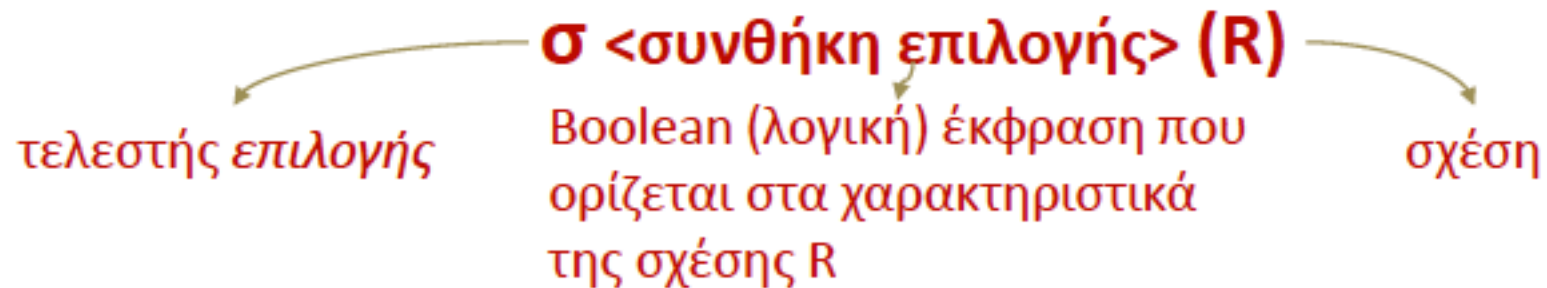 σ <συνθήκη επιλογής> (R)
τελεστής επιλογής
Boolean (λογική) έκφραση που
ορίζεται στα χαρακτηριστικά
της σχέσης R
σχέση